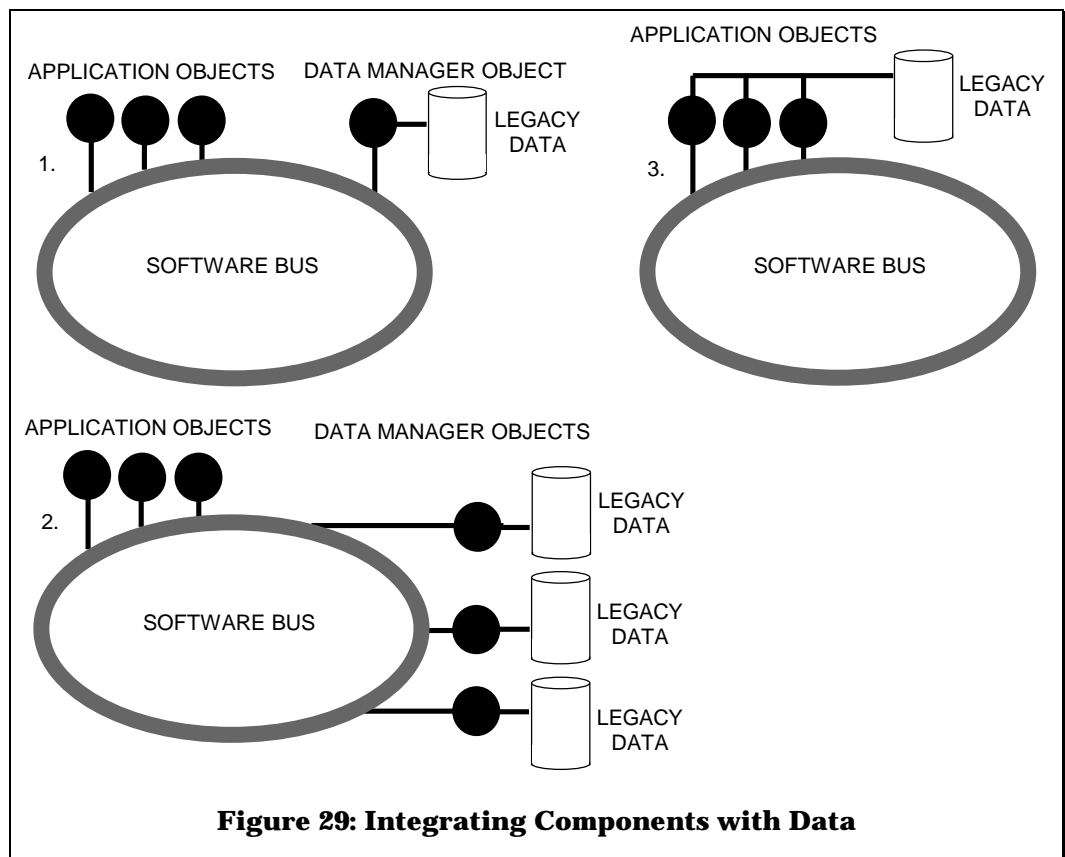 APPLICATION OBJECTS
DATA MANAGER OBJECT
LEGACY
DATA
1.
SOFTWARE BUS
APPLICATION OBJECTS
LEGACY
DATA
3.
SOFTWARE BUS
APPLICATION OBJECTS
DATA MANAGER OBJECTS
2.
LEGACY
DATA
SOFTWARE BUS
LEGACY
DATA
LEGACY
DATA
Figure 29: Integrating Components with Data